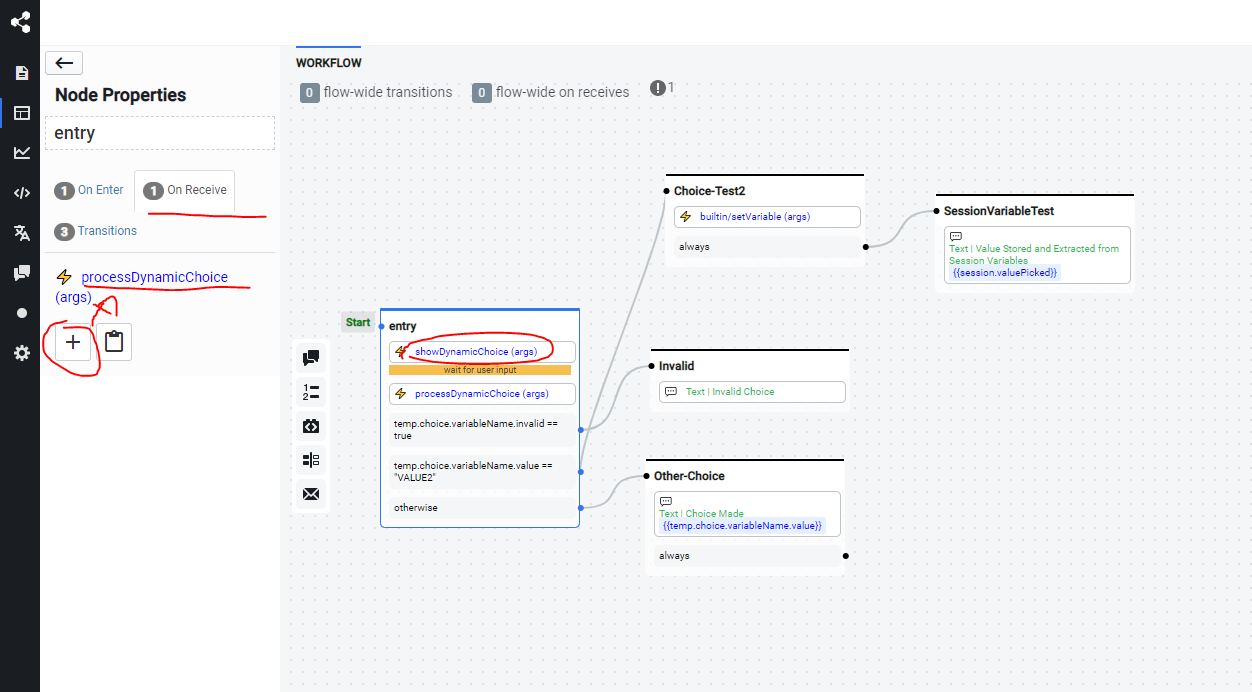 Node Properties
entry
1 On Enter
1 On Receive
3 Transitions
processDynamicChoice
(args)
WORKFLOW
0 flow-wide transitions
0 flow-wide on receives
1
Start
entry
showDynamicChoice (args)
wait for user input
processDynamicChoice (args)
temp.choice.variableName.invalid ==
true
temp.choice.variableName.value ==
"VALUE2"
otherwise
Choice-Test2
builtin/setVariable (args)
always
SessionVariableTest
Text | Value Stored and Extracted from
Session Variables
{{session.valuePicked}}
Invalid
Text | Invalid Choice
Other-Choice
Text | Choice Made
{{temp.choice.variableName.value}}
always